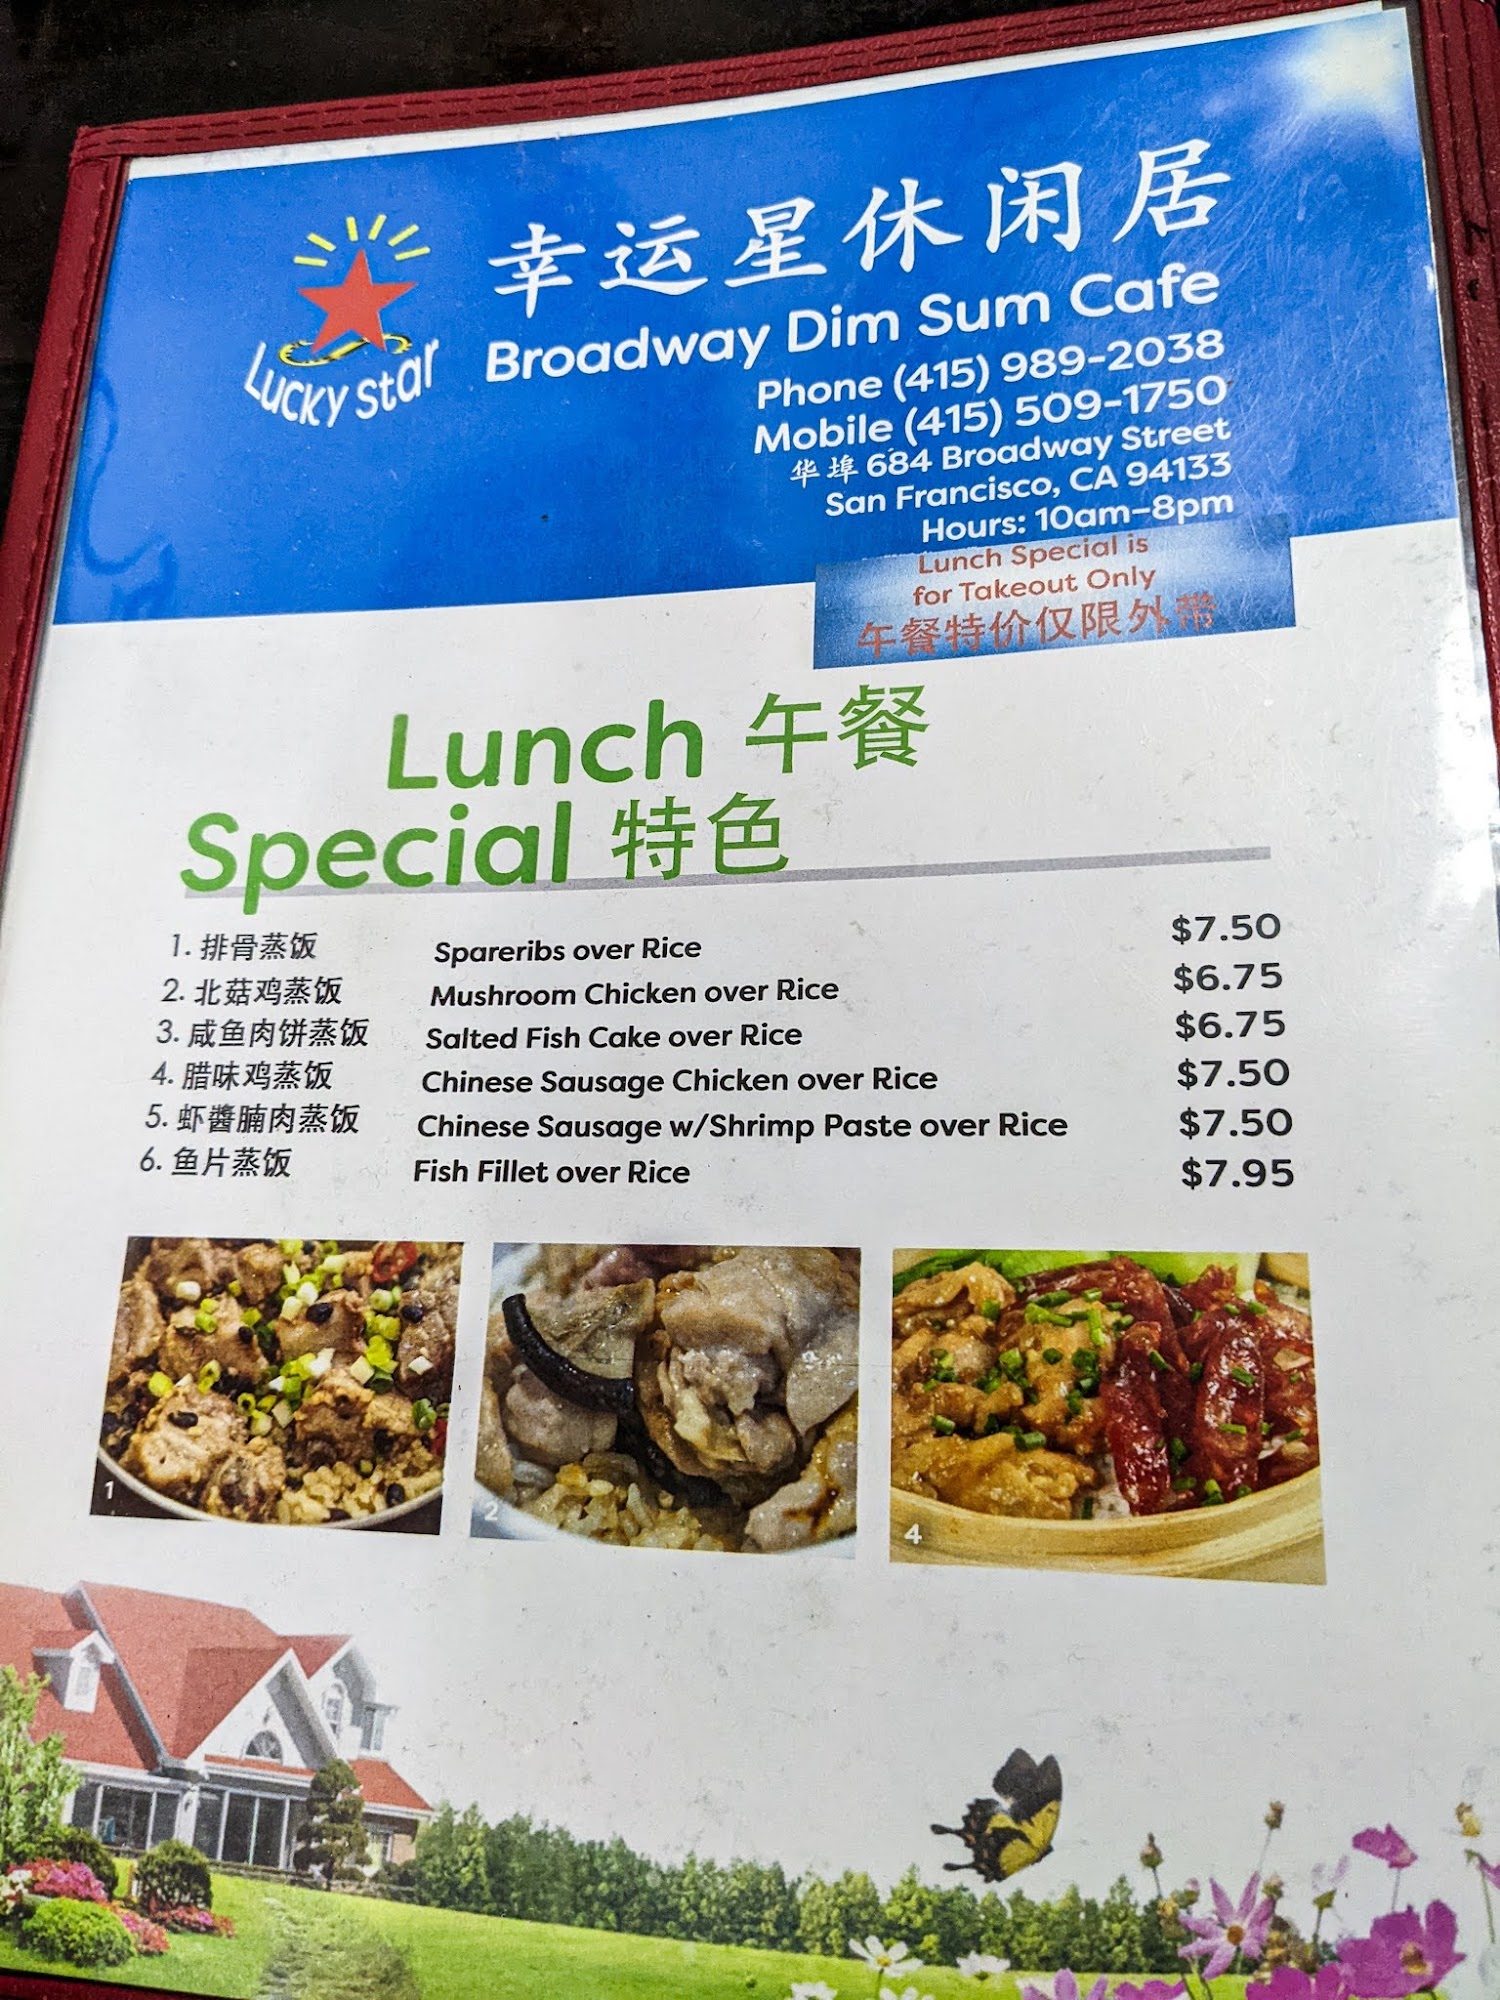 Lucky star
幸运星休闲居
Broadway Dim Sum Cafe
Phone (415) 989-2038
Mobile (415) 509-1750
华埠 684 Broadway Street
San Francisco, CA 94133
Hours: 10am-8pm
Lunch Special is
for Takeout Only
午餐特价仅限外带
Lunch 午餐
Special 特色
1. 排骨蒸饭 Spareribs over Rice $7.50
2. 北菇鸡蒸饭 Mushroom Chicken over Rice $6.75
3. 咸鱼肉饼蒸饭 Salted Fish Cake over Rice $6.75
4. 腊味鸡蒸饭 Chinese Sausage Chicken over Rice $7.50
5. 虾酱腩肉蒸饭 Chinese Sausage w/Shrimp Paste over Rice $7.50
6. 鱼片蒸饭 Fish Fillet over Rice $7.95
1
2
4